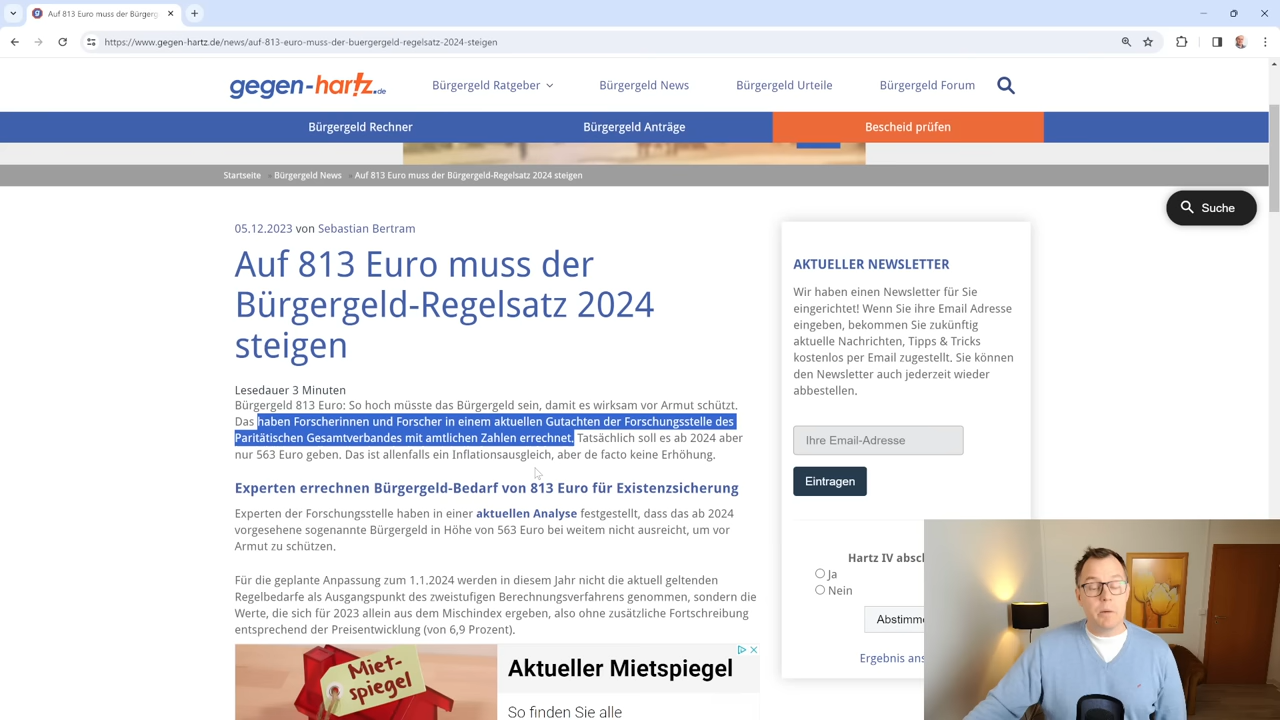 Auf 813 Euro muss der Bürgerg
https://www.gegen-hartz.de/news/auf-813-euro-muss-der-buergergeld-regelsatz-2024-steigen
gegen-hartz.de
Bürgergeld Ratgeber
Bürgergeld News
Bürgergeld Urteile
Bürgergeld Forum
Bürgergeld Rechner
Bürgergeld Anträge
Bescheid prüfen
Startseite
Bürgergeld News
Auf 813 Euro muss der Bürgergeld-Regelsatz 2024 steigen
Suche
05.12.2023 von Sebastian Bertram
Auf 813 Euro muss der
Bürgergeld-Regelsatz 2024
steigen
Lesedauer 3 Minuten
Bürgergeld 813 Euro: So hoch müsste das Bürgergeld sein, damit es wirksam vor Armut schützt.
Das haben Forscherinnen und Forscher in einem aktuellen Gutachten der Forschungsstelle des
Paritätischen Gesamtverbandes mit amtlichen Zahlen errechnet. Tatsächlich soll es ab 2024 aber
nur 563 Euro geben. Das ist allenfalls ein Inflationsausgleich, aber de facto keine Erhöhung.
Experten errechnen Bürgergeld-Bedarf von 813 Euro für Existenzsicherung
Experten der Forschungsstelle haben in einer aktuellen Analyse festgestellt, dass das ab 2024
vorgesehene sogenannte Bürgergeld in Höhe von 563 Euro bei weitem nicht ausreicht, um vor
Armut zu schützen.
Für die geplante Anpassung zum 1.1.2024 werden in diesem Jahr nicht die aktuell geltenden
Regelbedarfe als Ausgangspunkt des zweistufigen Berechnungsverfahrens genommen, sondern die
Werte, die sich für 2023 allein aus dem Mischindex ergeben, also ohne zusätzliche Fortschreibung
entsprechend der Preisentwicklung (von 6,9 Prozent).
Miet-
spiegel
Aktueller Mietspiegel
So finden Sie alle
AKTUELLER NEWSLETTER
Wir haben einen Newsletter für Sie
eingerichtet! Wenn Sie ihre Email Adresse
eingeben, bekommen Sie zukünftig
aktuelle Nachrichten, Tipps & Tricks
kostenlos per Email zugestellt. Sie können
den Newsletter auch jederzeit wieder
abbestellen.
Ihre Email-Adresse
Eintragen
Hartz IV absch
Ja
Nein
Abstimme
Ergebnis ans